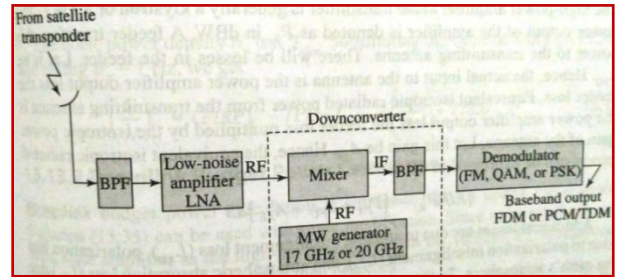 From satellite
transponder
Downconverter
BPF
Low-noise
amplifier
LNA
RF
Mixer
IF
BPF
Demodulator
(FM, QAM, or PSK)
RF
MW generator
17 GHz or 20 GHz
Baseband output
FDM or PCM/TDM